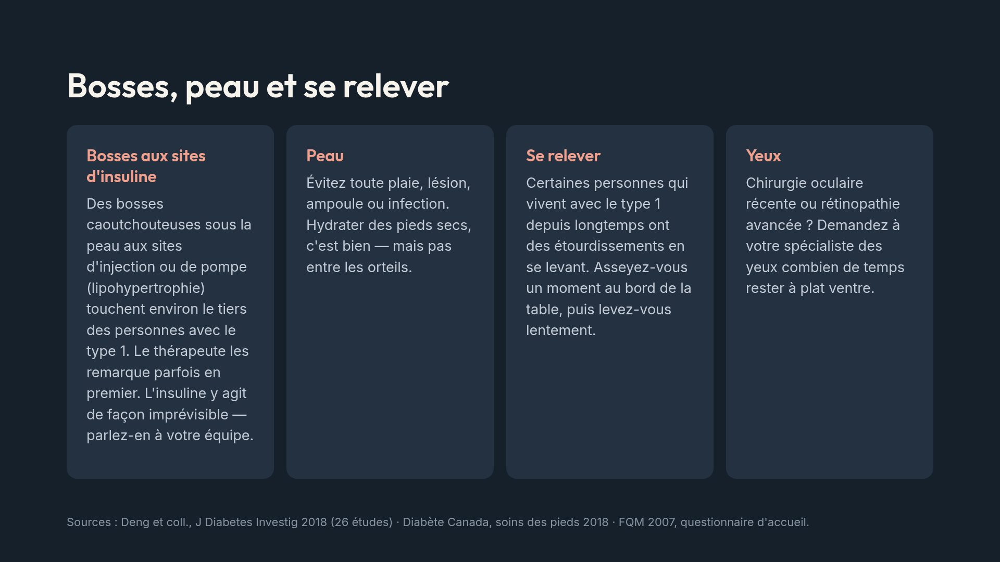 Bosses, peau et se relever
Bosses aux sites
d'insuline
Des bosses
caoutchouteuses sous la
peau aux sites
d'injection ou de pompe
(lipohypertrophie)
touchent environ le tiers
des personnes avec le
type 1. Le thérapeute les
remarque parfois en
premier. L'insuline y agit
de façon imprévisible —
parlez-en à votre équipe.
Peau
Évitez toute plaie, lésion,
ampoule ou infection.
Hydrater des pieds secs,
c'est bien — mais pas
entre les orteils.
Se relever
Certaines personnes qui
vivent avec le type 1
depuis longtemps ont
des étourdissements en
se levant. Asseyez-vous
un moment au bord de la
table, puis levez-vous
lentement.
Yeux
Chirurgie oculaire
récente ou rétinopathie
avancée ? Demandez à
votre spécialiste des
yeux combien de temps
rester à plat ventre.
Sources : Deng et coll., J Diabetes Investig 2018 (26 études) · Diabète Canada, soins des pieds 2018 · FQM 2007, questionnaire d'accueil.